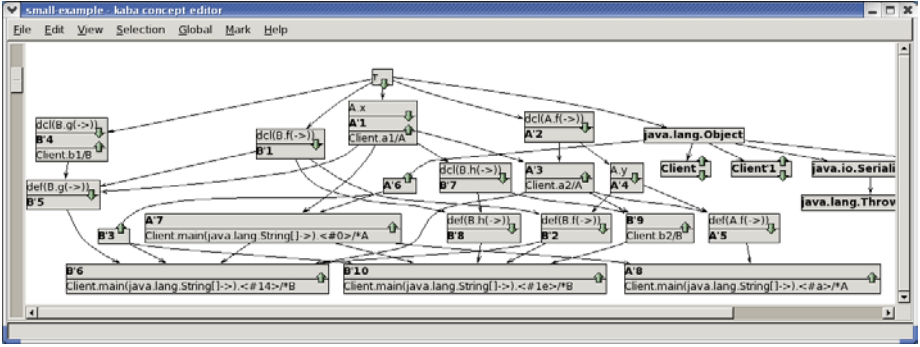 small-example - kaba concept editor
File Edit View Selection Global Mark Help
T
dcl(B.g(->))
B'4
Client.b1/B
dcl(B.f(->))
B'1
A.x
A'1
Client.a1/A
dcl(A.f(->))
A'2
java.lang.Object
def(B.g(->))
B'5
A'6
dcl(B.h(->))
B'7
A'3
Client.a2/A
A.y
A'4
Client
Client'1
java.io.Seriali
java.lang.Throw
B'3
A'7
Client.main(java.lang.String[]->).<#0>/*A
def(B.h(->))
B'8
def(B.f(->))
B'2
B'9
Client.b2/B
def(A.f(->))
A'5
B'6
Client.main(java.lang.String[]->).<#14>/*B
B'10
Client.main(java.lang.String[]->).<#1e>/*B
A'8
Client.main(java.lang.String[]->).<#a>/*A